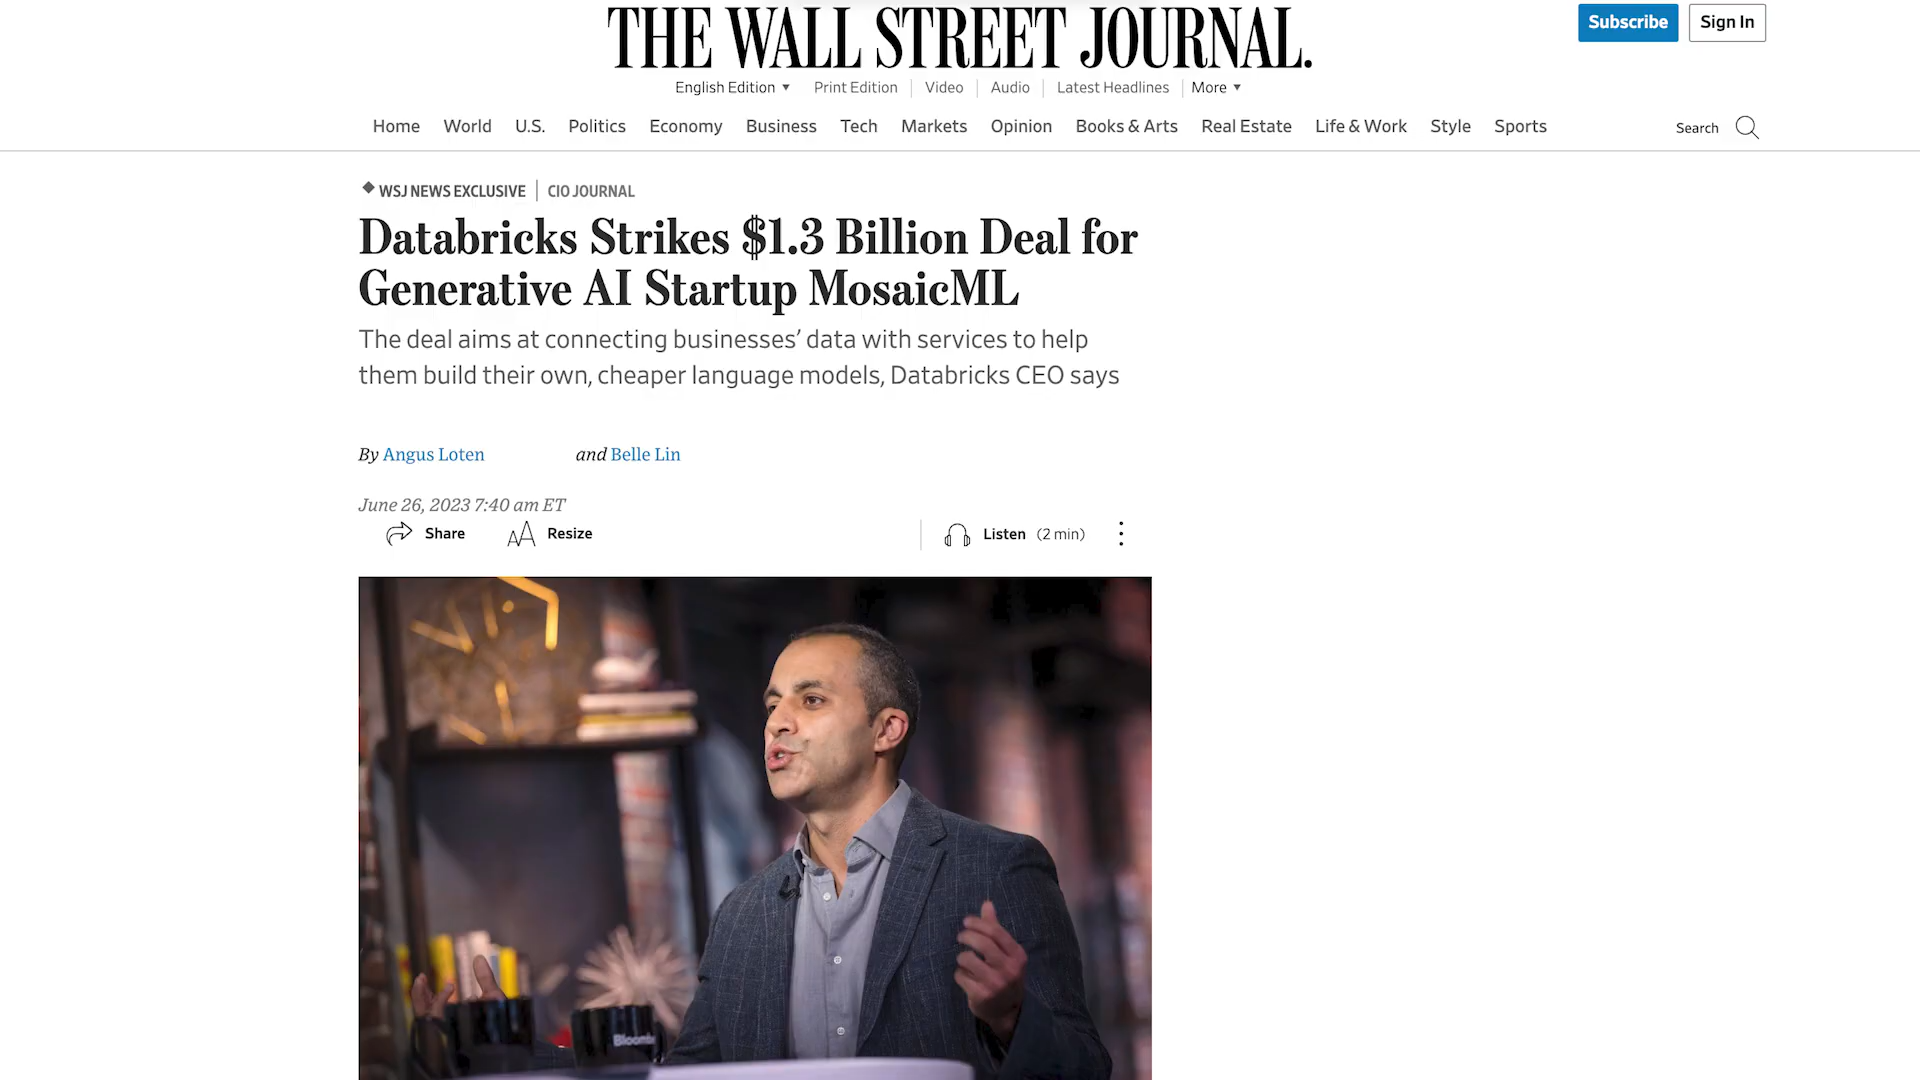 THE WALL STREET JOURNAL.
Subscribe
Sign In
English Edition
Print Edition
Video
Audio
Latest Headlines
More
Home World U.S. Politics Economy Business Tech Markets Opinion Books & Arts Real Estate Life & Work Style Sports
Search
WSJ NEWS EXCLUSIVE
CIO JOURNAL
Databricks Strikes $1.3 Billion Deal for
Generative AI Startup MosaicML
The deal aims at connecting businesses’ data with services to help
them build their own, cheaper language models, Databricks CEO says
By Angus Loten and Belle Lin
June 26, 2023 7:40 am ET
Share
Resize
Listen (2 min)
Bloomb